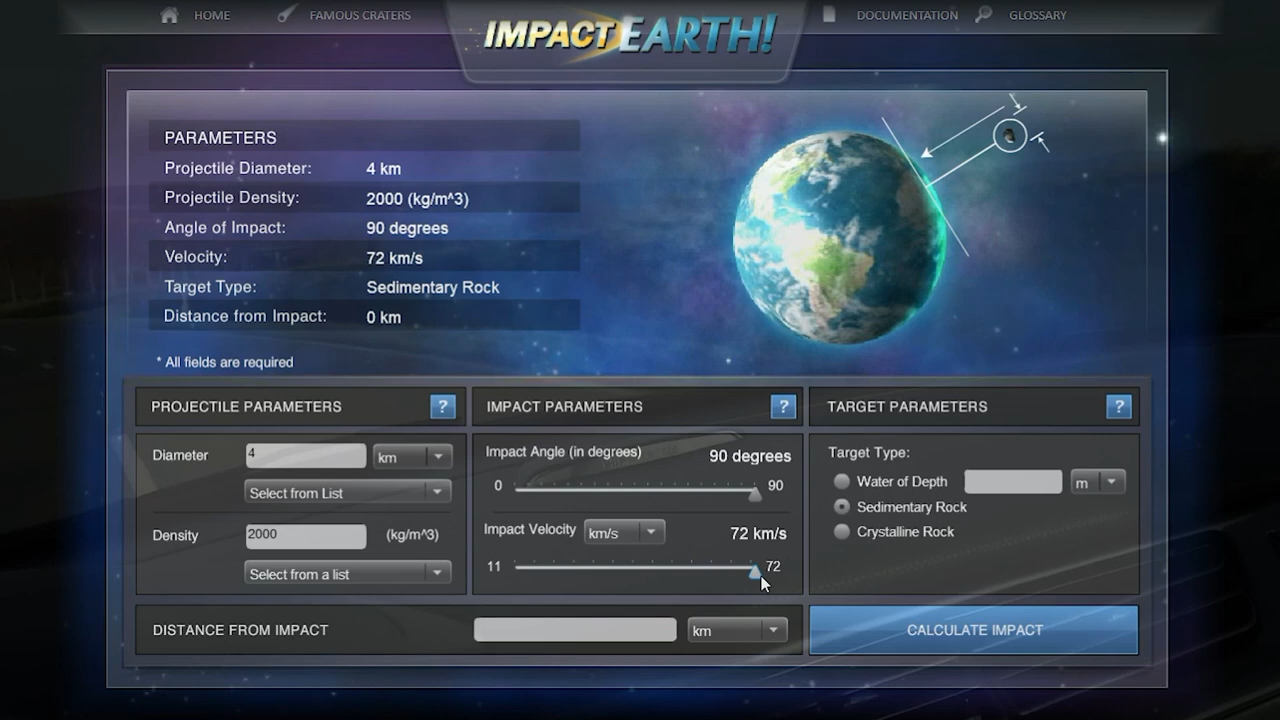 HOME
FAMOUS CRATERS
IMPACT EARTH!
DOCUMENTATION
GLOSSARY
PARAMETERS
Projectile Diameter: 4 km
Projectile Density: 2000 (kg/m^3)
Angle of Impact: 90 degrees
Velocity: 72 km/s
Target Type: Sedimentary Rock
Distance from Impact: 0 km
* All fields are required
PROJECTILE PARAMETERS ?
Diameter 4 km
Select from List
Density 2000 (kg/m^3)
Select from a list
IMPACT PARAMETERS ?
Impact Angle (in degrees) 90 degrees
0 90
Impact Velocity km/s 72 km/s
11 72
TARGET PARAMETERS ?
Target Type:
Water of Depth m
Sedimentary Rock
Crystalline Rock
DISTANCE FROM IMPACT km
CALCULATE IMPACT